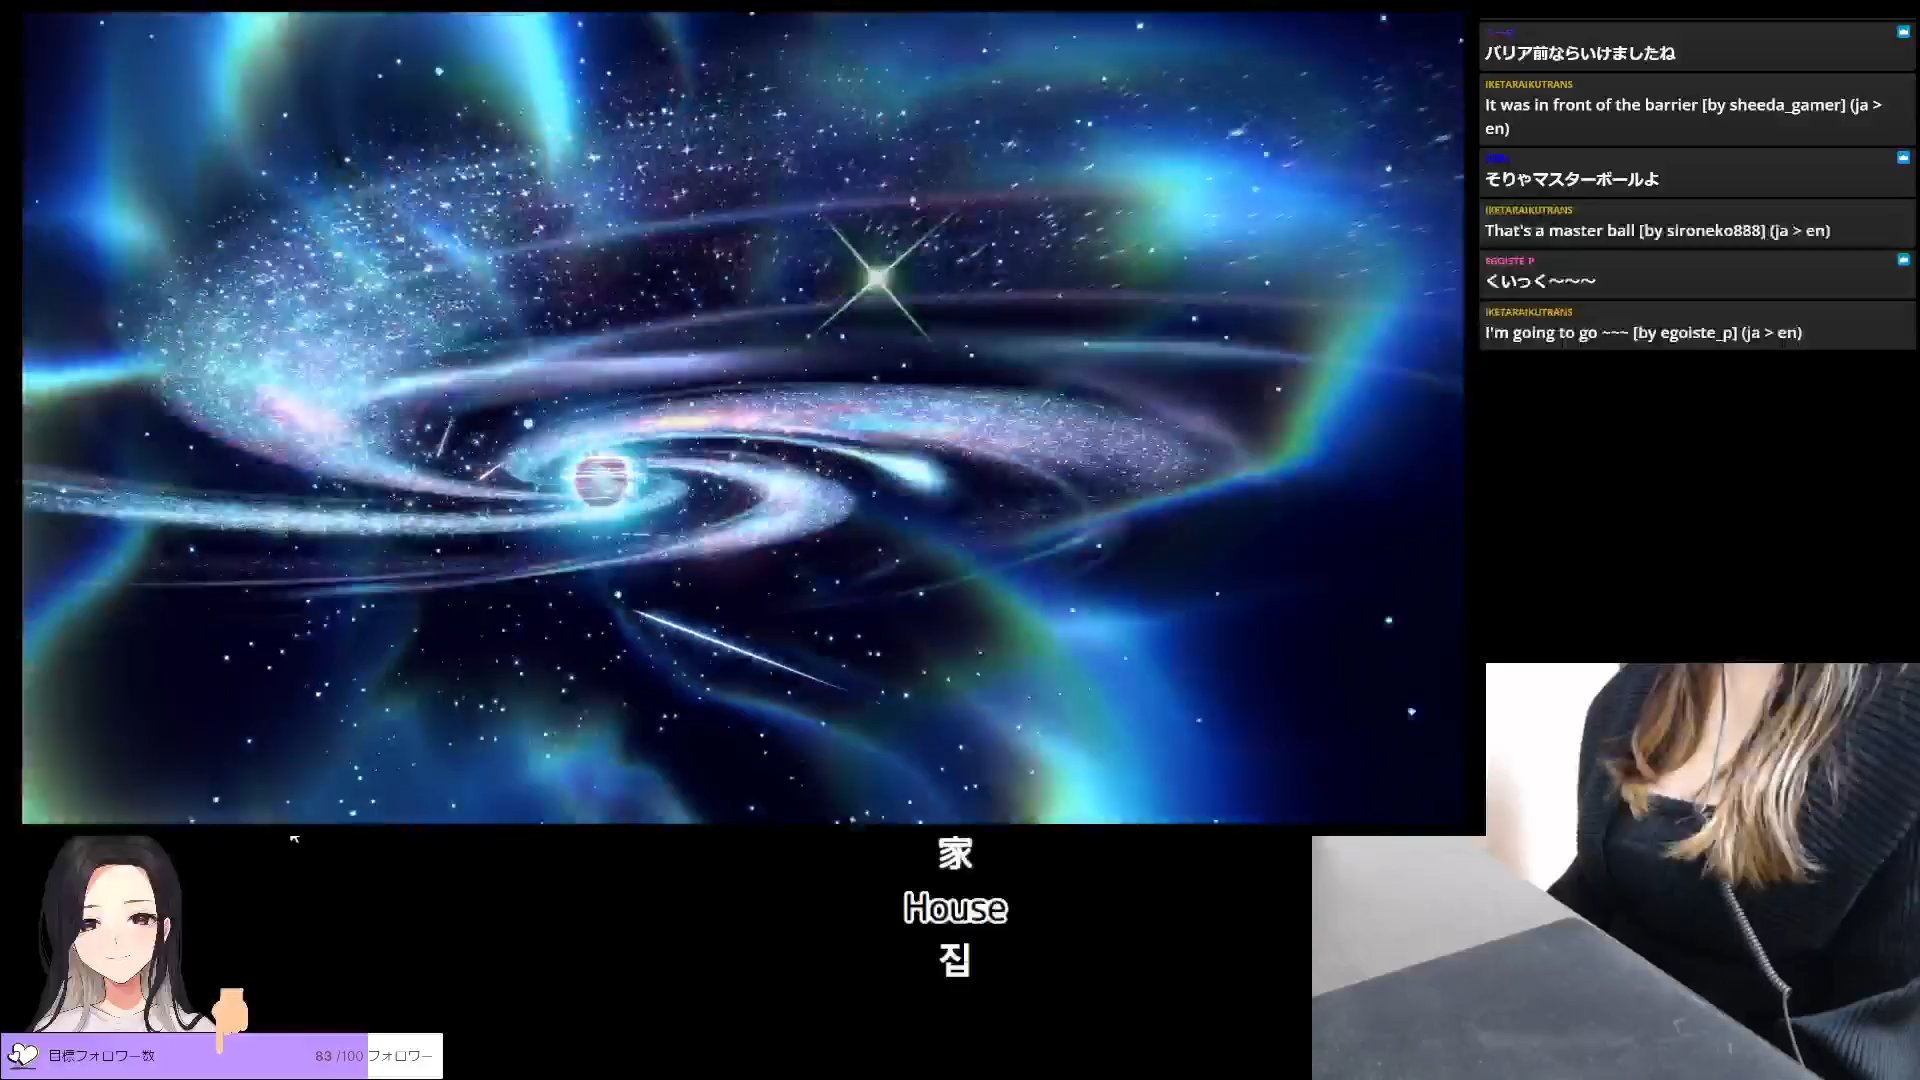 バリア前ならいけましたね
IKETARAIKUTRANS
It was in front of the barrier [by sheeda_gamer] (ja >
en)
そりゃマスターボールよ
IKETARAIKUTRANS
That's a master ball [by sironeko888] (ja > en)
EGOISTE_P
くいっく〜〜〜
IKETARAIKUTRANS
I'm going to go ~~~ [by egoiste_p] (ja > en)
家
House
집
目標フォロワー数 83 /100 フォロワー